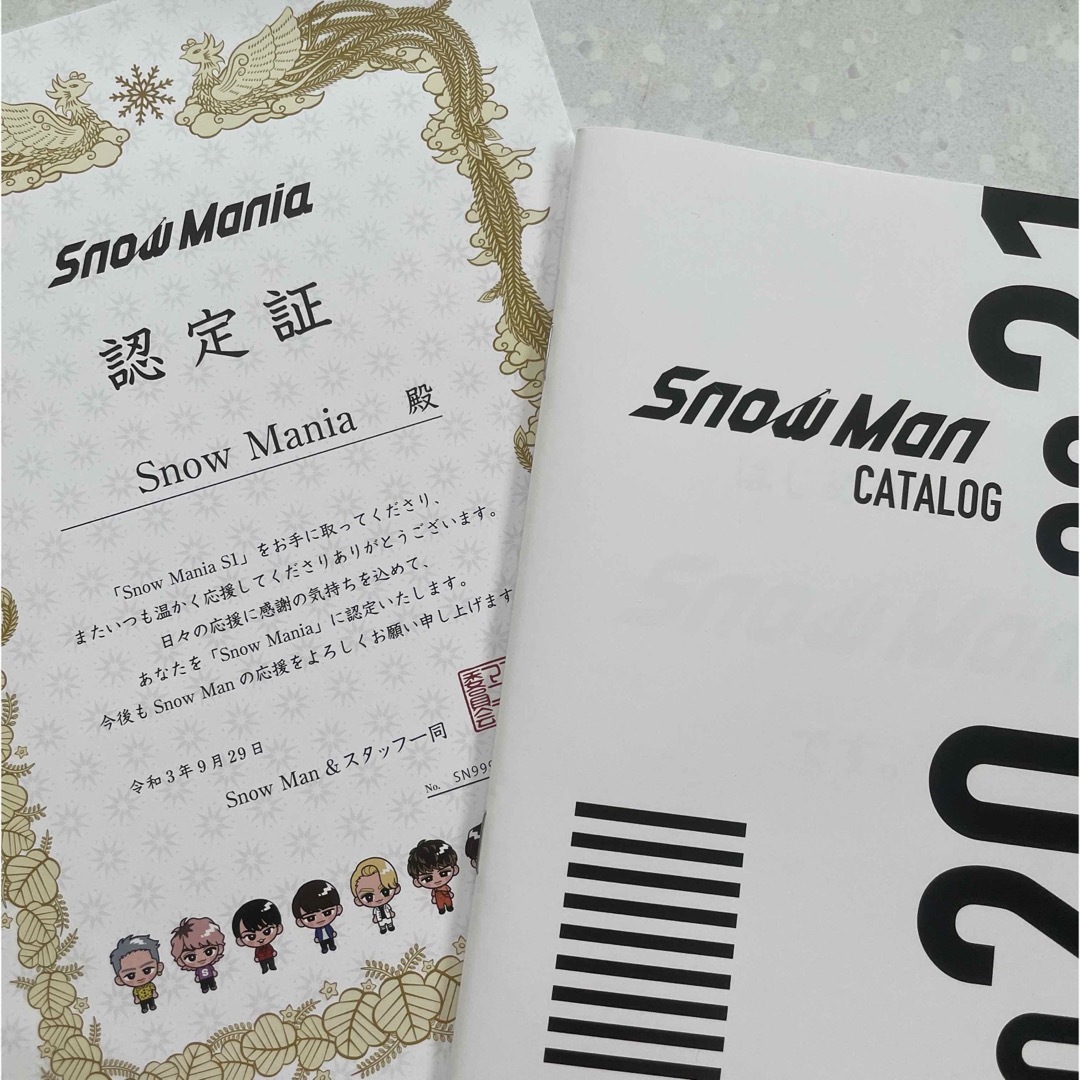 Snow Mania
認定証
Snow Mania 殿
「Snow Mania S1」をお手に取ってくださり、
またいつも温かく応援してくださりありがとうございます。
日々の応援に感謝の気持ちを込めて、
あなたを「Snow Mania」に認定いたします。
今後も Snow Man の応援をよろしくお願い申し上げます
令和3年9月29日
Snow Man & スタッフ一同
No. SN999
S
Snow Man
CATALOG
2020
21